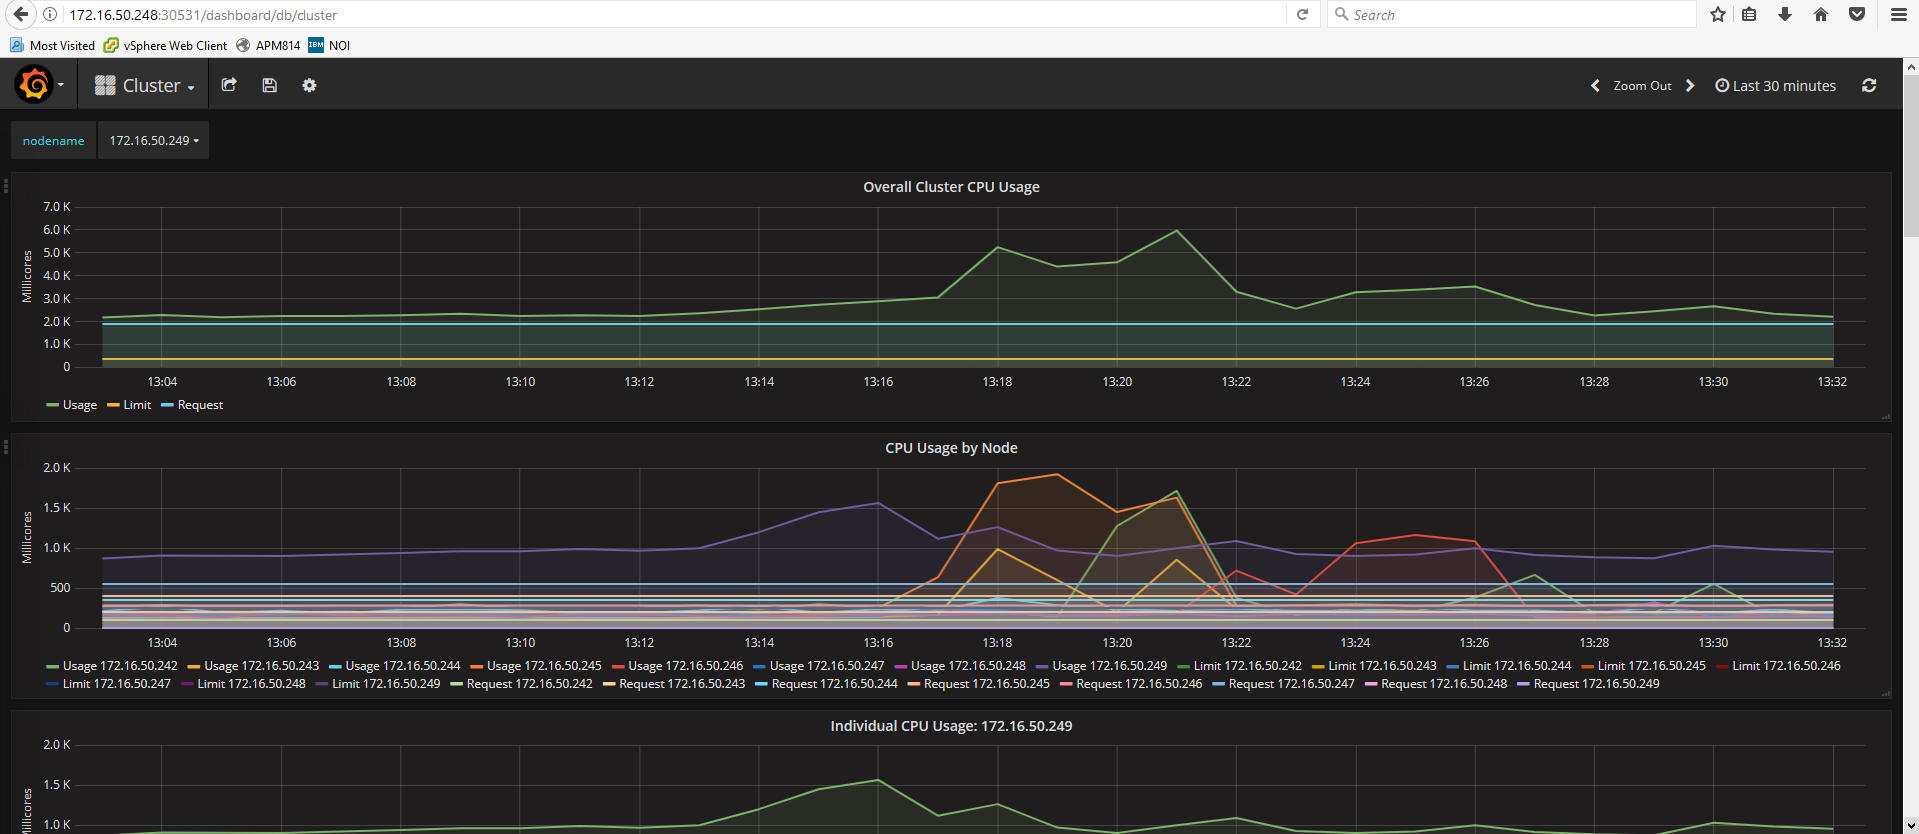 172.16.50.248:30531/dashboard/db/cluster
Search
Most Visited vSphere Web Client APM814 IBM NOI
Cluster Zoom Out Last 30 minutes
nodename 172.16.50.249
Overall Cluster CPU Usage
Millicores
7.0 K
6.0 K
5.0 K
4.0 K
3.0 K
2.0 K
1.0 K
0
13:04 13:06 13:08 13:10 13:12 13:14 13:16 13:18 13:20 13:22 13:24 13:26 13:28 13:30 13:32
Usage Limit Request
CPU Usage by Node
Millicores
2.0 K
1.5 K
1.0 K
500
0
13:04 13:06 13:08 13:10 13:12 13:14 13:16 13:18 13:20 13:22 13:24 13:26 13:28 13:30 13:32
Usage 172.16.50.242 Usage 172.16.50.243 Usage 172.16.50.244 Usage 172.16.50.245 Usage 172.16.50.246 Usage 172.16.50.247 Usage 172.16.50.248 Usage 172.16.50.249 Limit 172.16.50.242 Limit 172.16.50.243 Limit 172.16.50.244 Limit 172.16.50.245 Limit 172.16.50.246
Limit 172.16.50.247 Limit 172.16.50.248 Limit 172.16.50.249 Request 172.16.50.242 Request 172.16.50.243 Request 172.16.50.244 Request 172.16.50.245 Request 172.16.50.246 Request 172.16.50.247 Request 172.16.50.248 Request 172.16.50.249
Individual CPU Usage: 172.16.50.249
Millicores
2.0 K
1.5 K
1.0 K